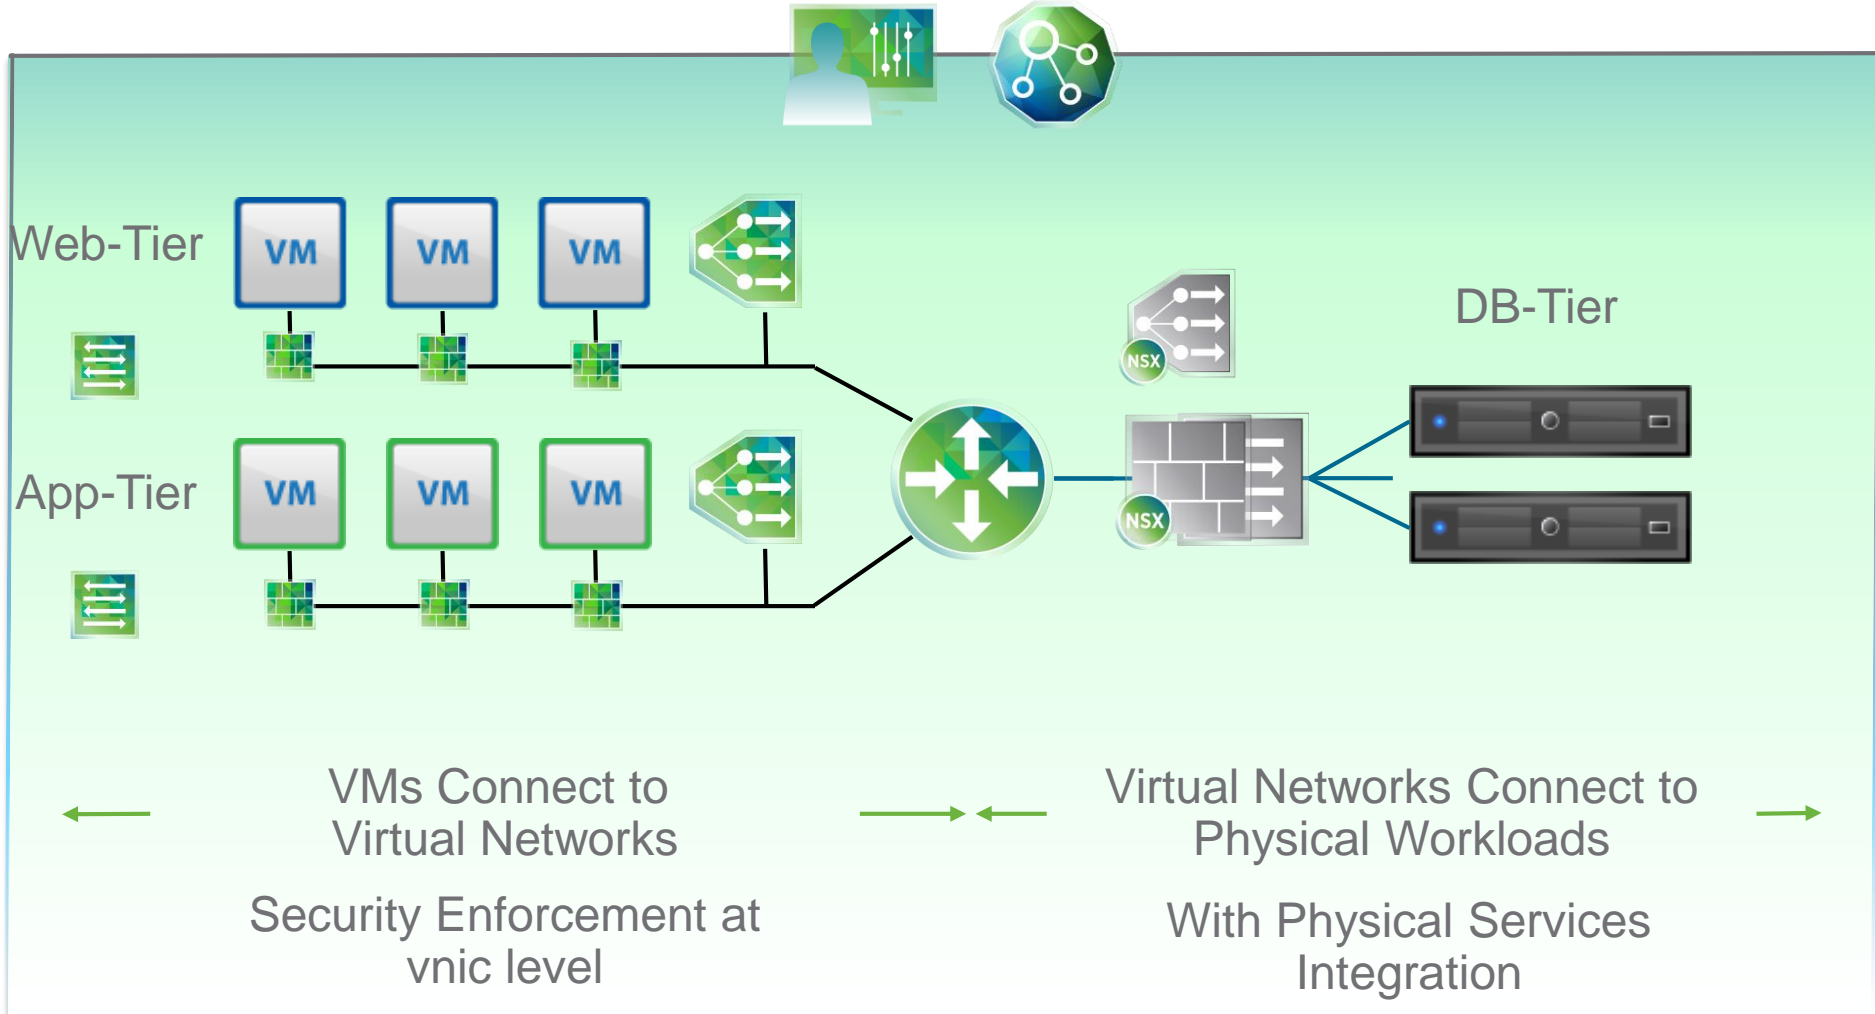 Web-Tier
VM
VM
VM
DB-Tier
NSX
App-Tier
VM
VM
VM
NSX
VMs Connect to
Virtual Networks
Security Enforcement at
vnic level
Virtual Networks Connect to
Physical Workloads
With Physical Services
Integration